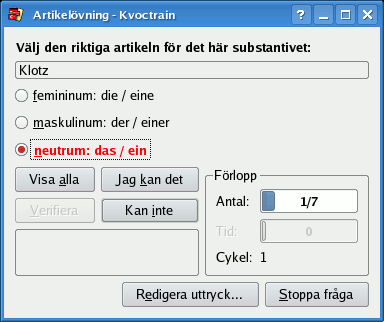 Artikelövning - Kvoctrain
Välj den riktiga artikeln för det här substantivet:
Klotz
femininum: die / eine
maskulinum: der / einer
neutrum: das / ein
Visa alla
Jag kan det
Verifiera
Kan inte
Förlopp
Antal: 1/7
Tid: 0
Cykel: 1
Redigera uttryck...
Stoppa fråga